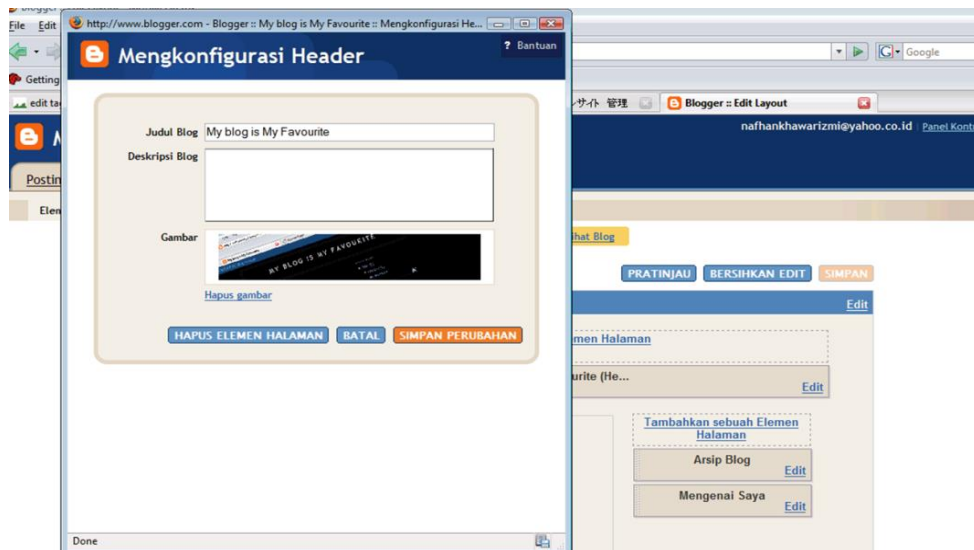 http://www.blogger.com - Blogger :: My blog is My Favourite :: Mengkonfigurasi He...
File Edit
Mengkonfigurasi Header
? Bantuan
Google
Getting
edit ta
サイト 管理
Blogger :: Edit Layout
Judul Blog My blog is My Favourite
nafhankhawarizmi@yahoo.co.id | Panel Kont
Deskripsi Blog
Postin
Elem
Gambar
MY BLOG IS MY FAVOURITE
Hapus gambar
HAPUS ELEMEN HALAMAN BATAL SIMPAN PERUBAHAN
ihat Blog
PRATINJAU BERSIHKAN EDIT SIMPAN
Edit
men Halaman
urite (He...
Edit
Tambahkan sebuah Elemen
Halaman
Arsip Blog
Edit
Mengenai Saya
Edit
Done